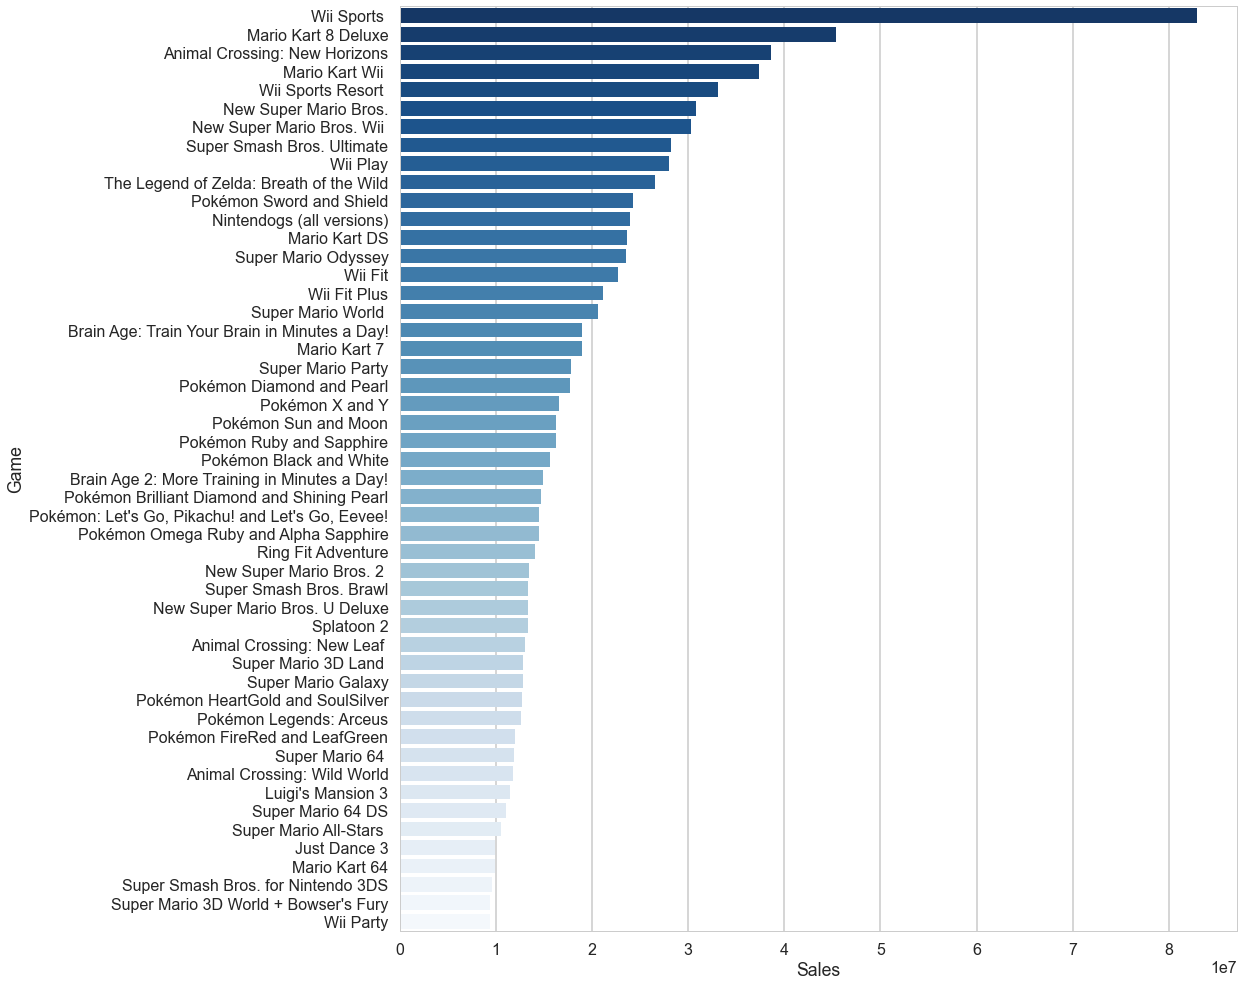 Wii Sports
Mario Kart 8 Deluxe
Animal Crossing: New Horizons
Mario Kart Wii
Wii Sports Resort
New Super Mario Bros.
New Super Mario Bros. Wii
Super Smash Bros. Ultimate
Wii Play
The Legend of Zelda: Breath of the Wild
Pokémon Sword and Shield
Nintendogs (all versions)
Mario Kart DS
Super Mario Odyssey
Wii Fit
Wii Fit Plus
Super Mario World
Brain Age: Train Your Brain in Minutes a Day!
Mario Kart 7
Super Mario Party
Pokémon Diamond and Pearl
Pokémon X and Y
Pokémon Sun and Moon
Pokémon Ruby and Sapphire
Pokémon Black and White
Brain Age 2: More Training in Minutes a Day!
Pokémon Brilliant Diamond and Shining Pearl
Pokémon: Let's Go, Pikachu! and Let's Go, Eevee!
Pokémon Omega Ruby and Alpha Sapphire
Ring Fit Adventure
New Super Mario Bros. 2
Super Smash Bros. Brawl
New Super Mario Bros. U Deluxe
Splatoon 2
Animal Crossing: New Leaf
Super Mario 3D Land
Super Mario Galaxy
Pokémon HeartGold and SoulSilver
Pokémon Legends: Arceus
Pokémon FireRed and LeafGreen
Super Mario 64
Animal Crossing: Wild World
Luigi's Mansion 3
Super Mario 64 DS
Super Mario All-Stars
Just Dance 3
Mario Kart 64
Super Smash Bros. for Nintendo 3DS
Super Mario 3D World + Bowser's Fury
Wii Party
Game
0 1 2 3 4 5 6 7 8
Sales
1e7